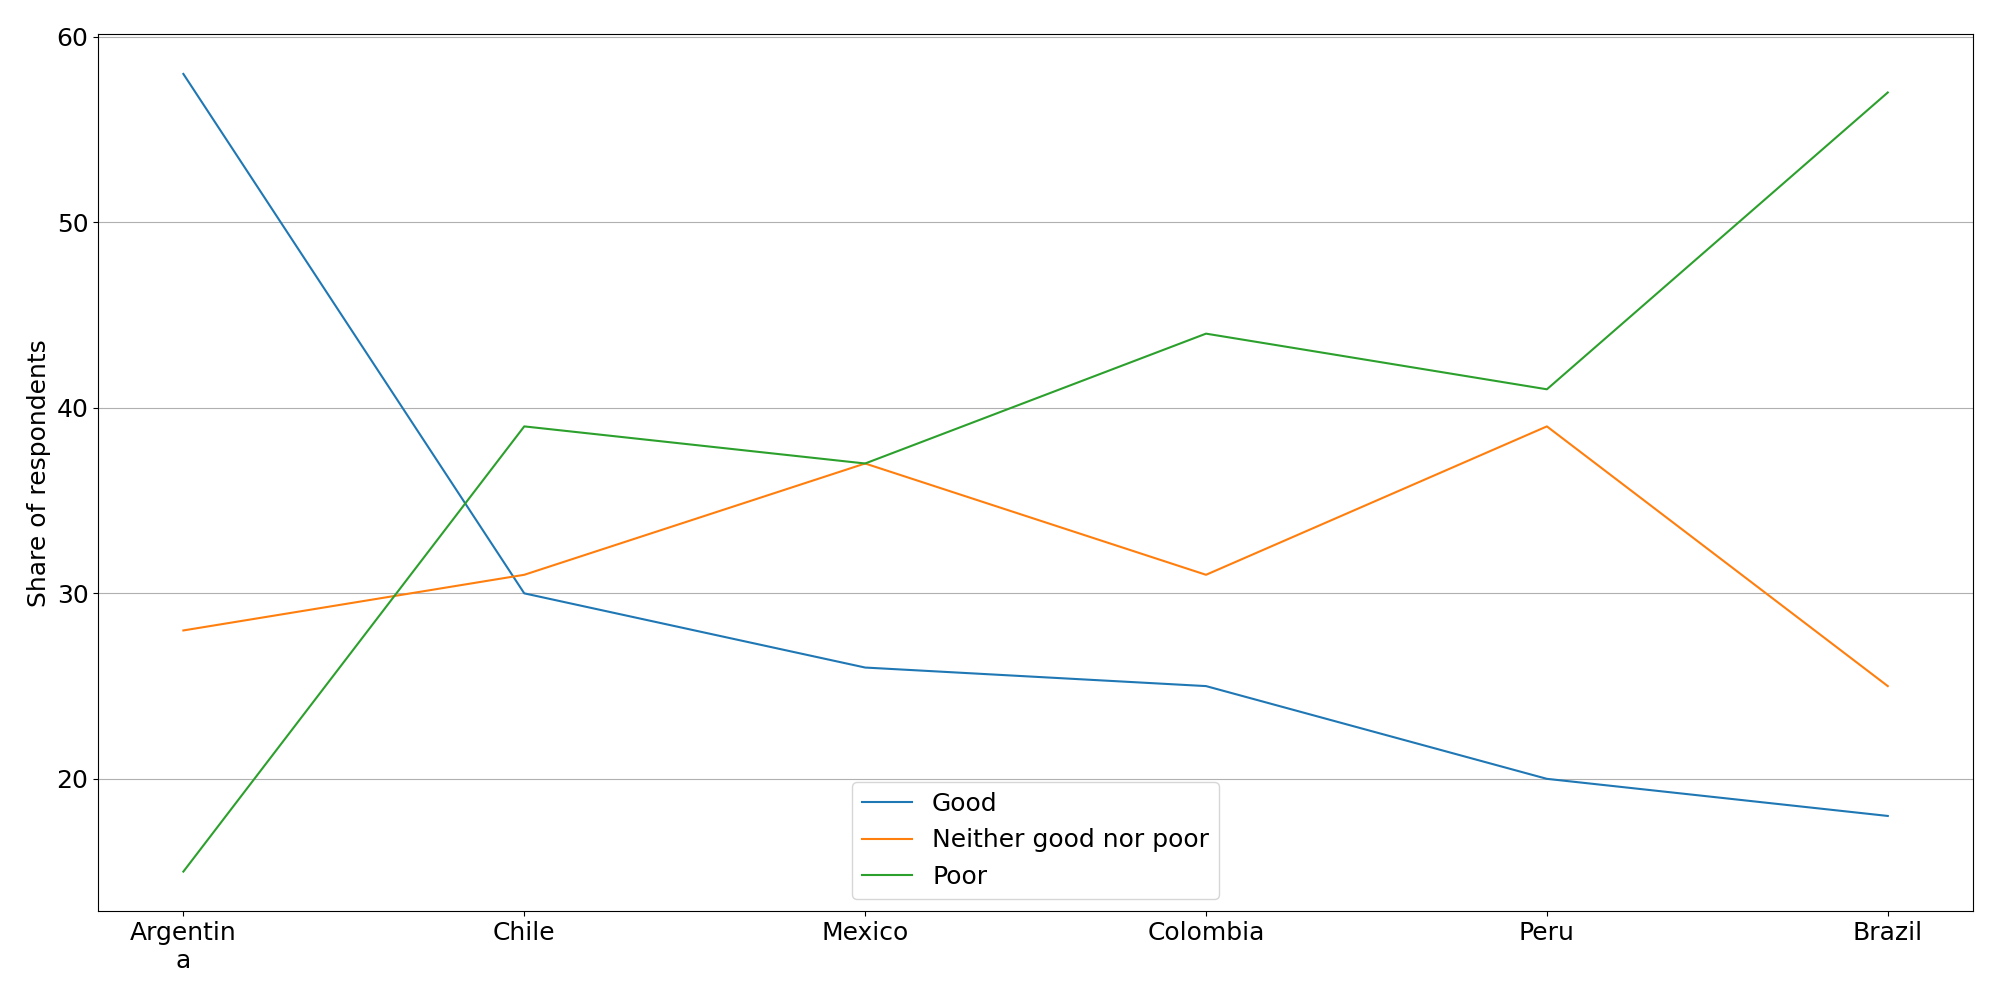 60
50
40
30
20
Share of respondents
Good
Neither good nor poor
Poor
Argentin
a
Chile
Mexico
Colombia
Peru
Brazil